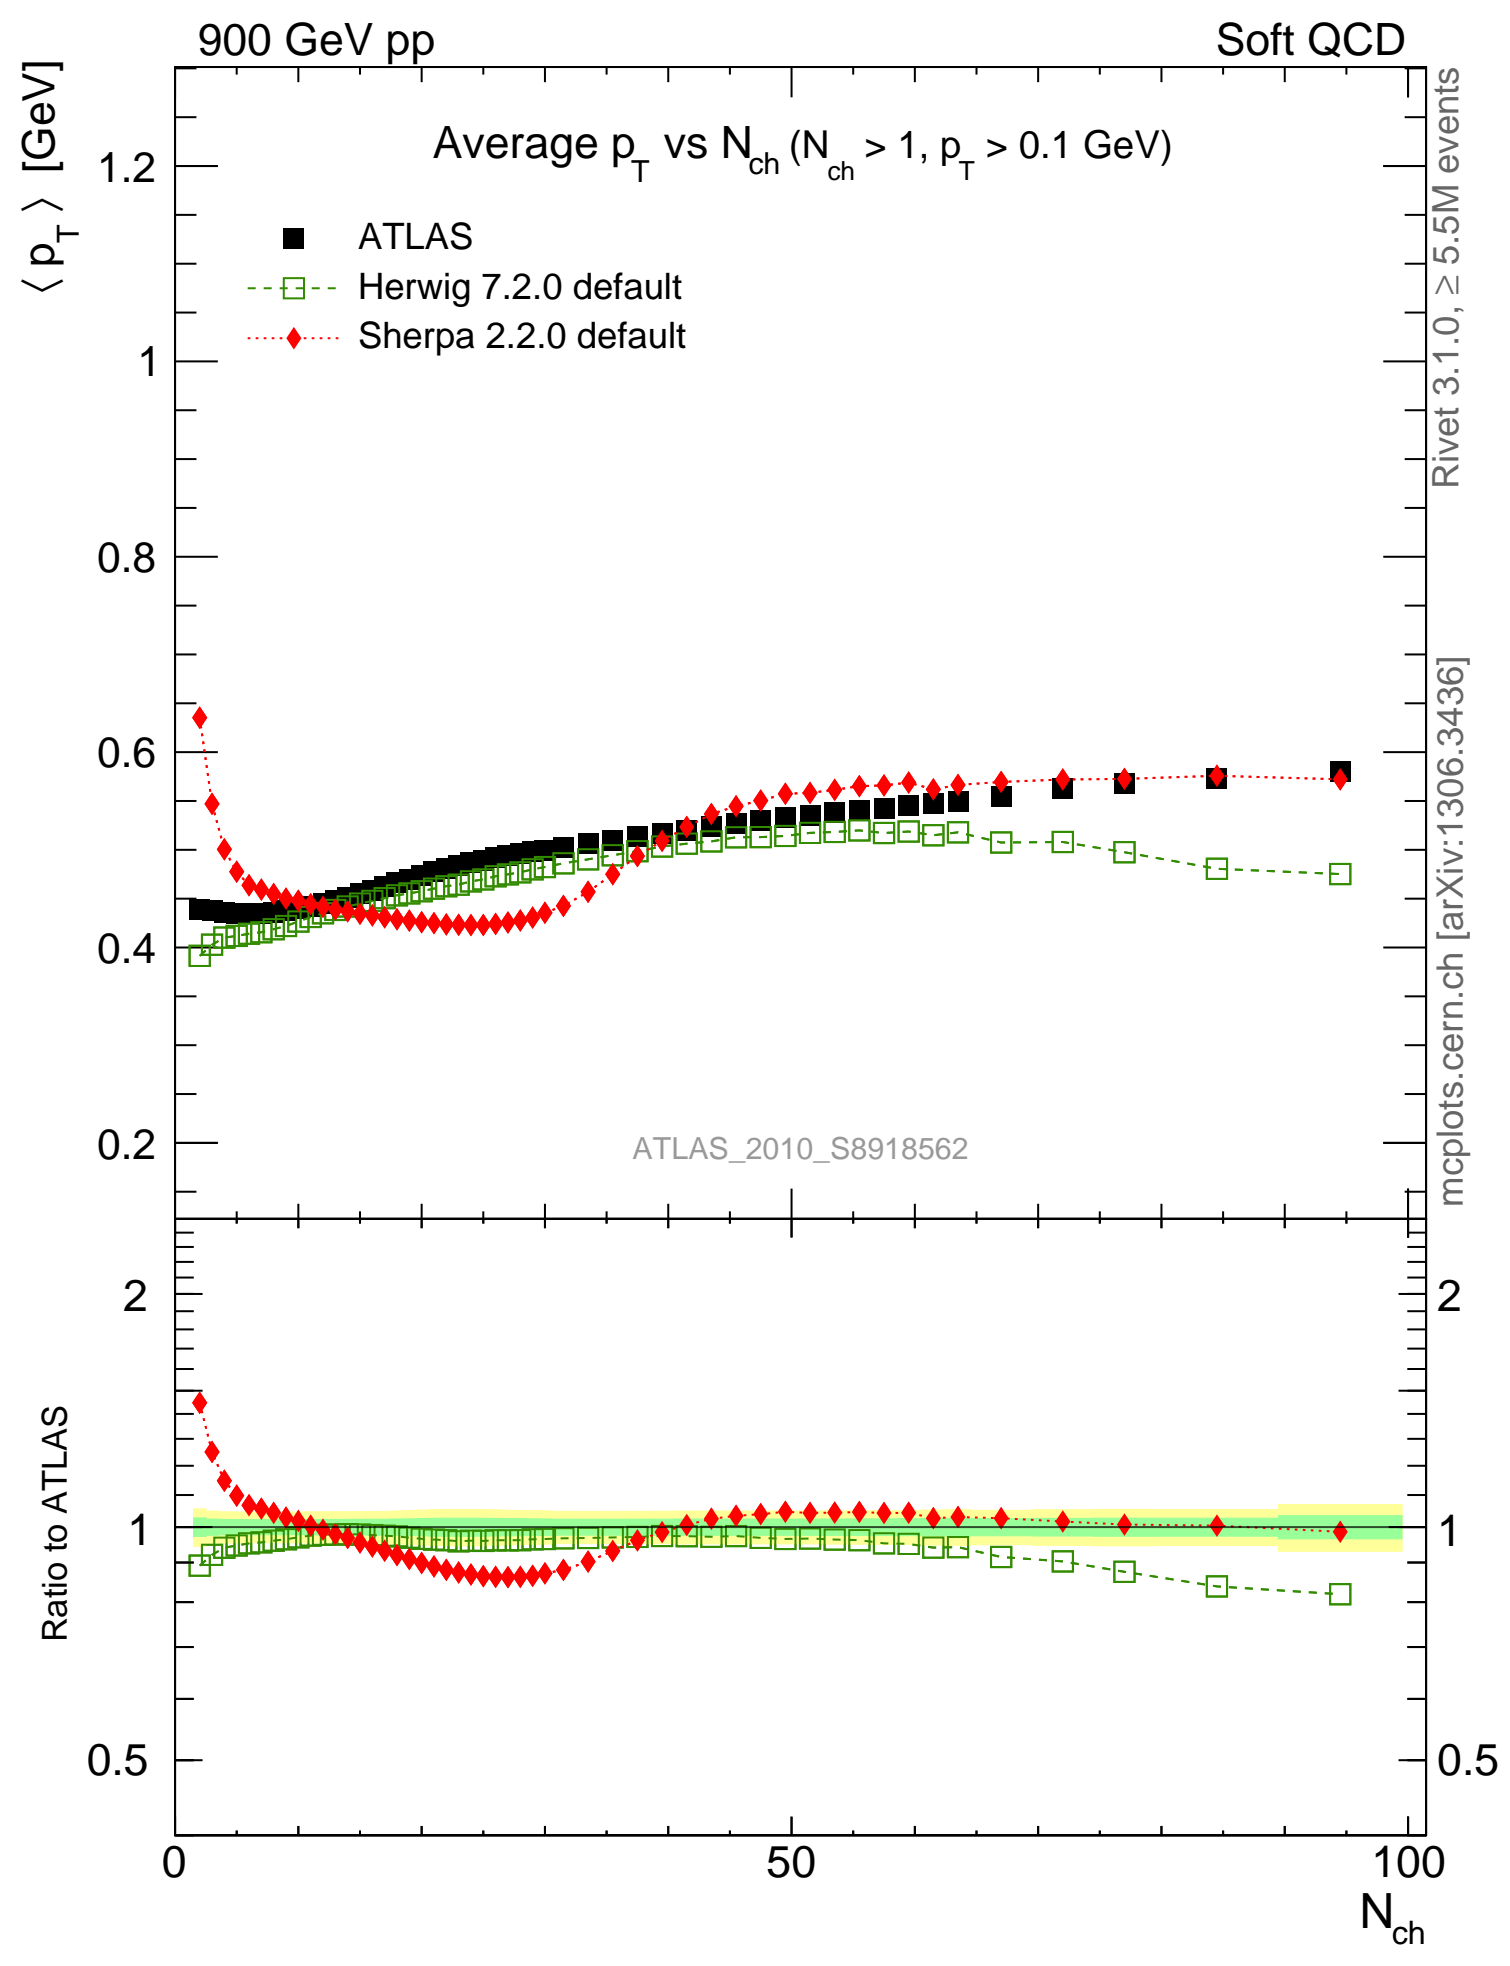 900 GeV pp
Soft QCD
⟨ p_T ⟩ [GeV]
Average p_T vs N_ch (N_ch > 1, p_T > 0.1 GeV)
ATLAS
Herwig 7.2.0 default
Sherpa 2.2.0 default
1.2
1
0.8
0.6
0.4
0.2
ATLAS_2010_S8918562
Rivet 3.1.0, ≥ 5.5M events
mcplots.cern.ch [arXiv:1306.3436]
Ratio to ATLAS
2
1
0.5
2
1
0.5
0
50
100
N_ch